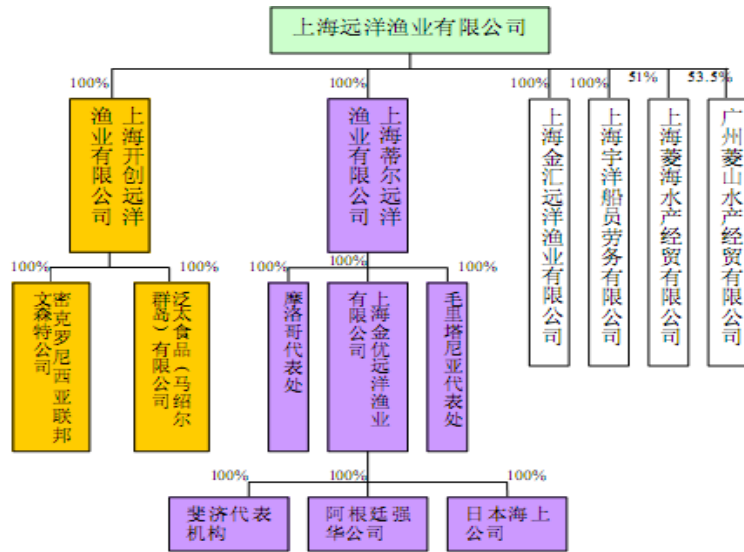 上海远洋渔业有限公司
100%
100%
100%
100%
51%
53.5%
上海开创远洋
渔业有限公司
上海蒂尔远洋
渔业有限公司
上海金汇远洋渔业有限公司
上海宇洋船员劳务有限公司
上海菱海水产经贸有限公司
广州菱山水产经贸有限公司
100%
100%
100%
100%
100%
密克罗尼西亚联邦
文森特公司
泛太食品（马绍尔
群岛）有限公司
摩洛哥代表处
上海金优远洋渔业
有限公司
毛里塔尼亚代表处
100%
100%
100%
斐济代表
机构
阿根廷强
华公司
日本海上
公司